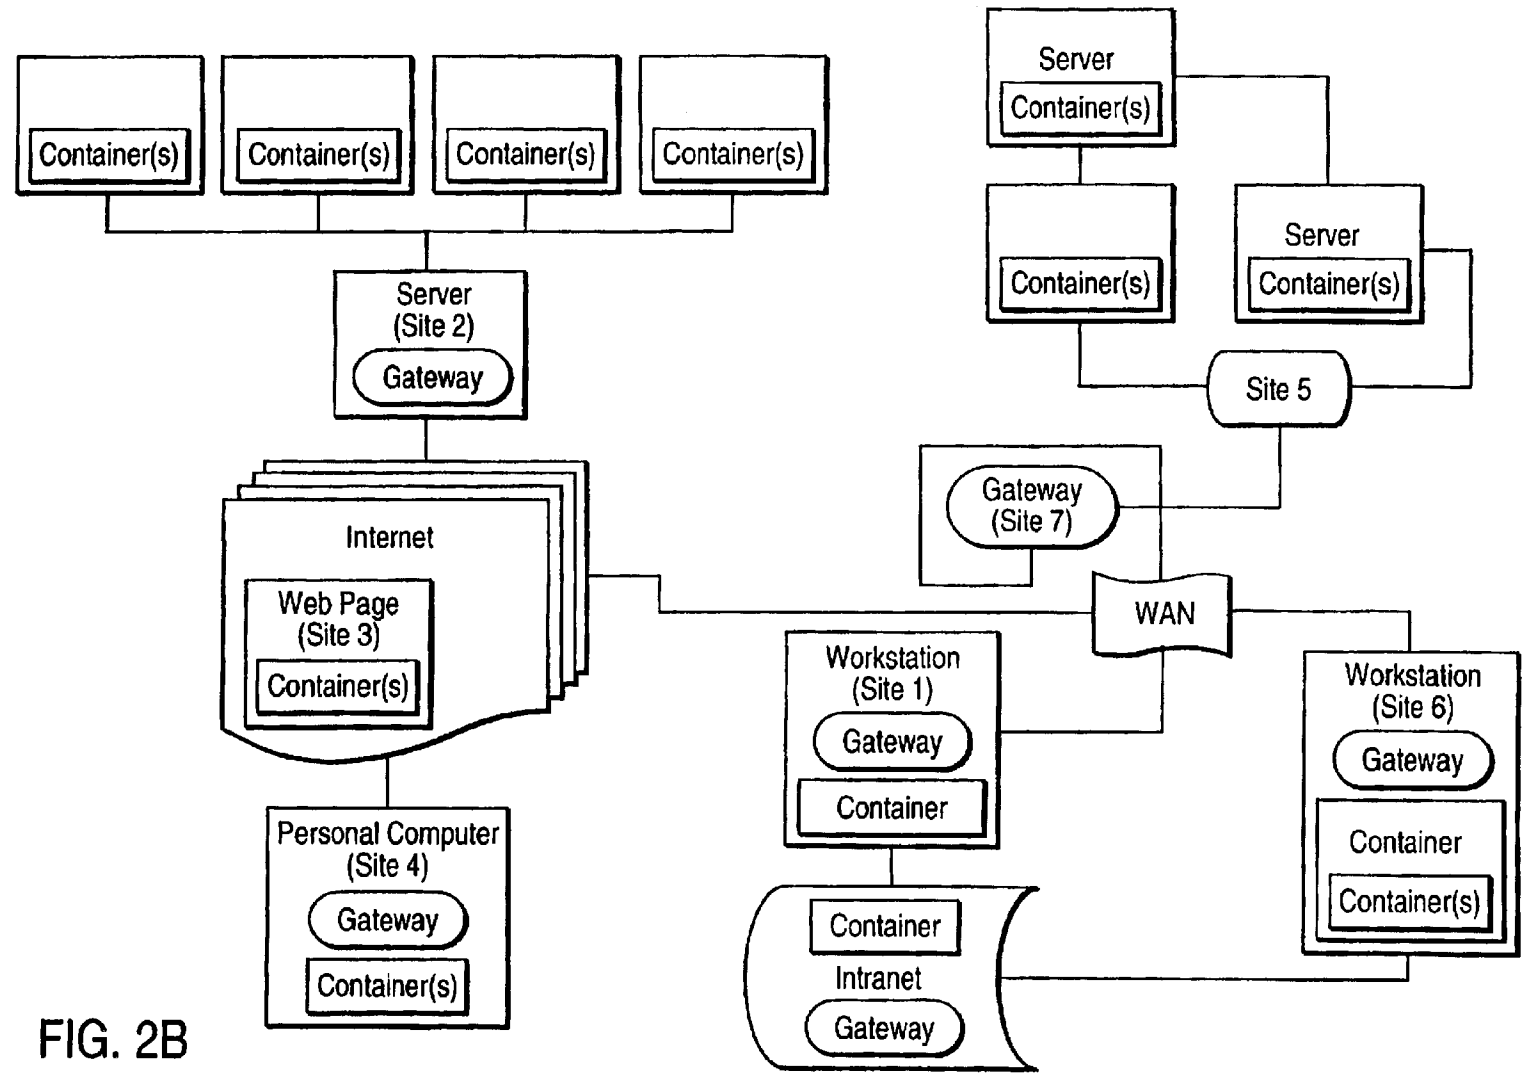 Server
Container(s)
Container(s)
Container(s)
Container(s)
Container(s)
Server
Container(s)
Container(s)
Server
(Site 2)
Gateway
Site 5
Gateway
(Site 7)
Internet
Web Page
(Site 3)
Container(s)
WAN
Workstation
(Site 1)
Gateway
Container
Workstation
(Site 6)
Gateway
Container
Container(s)
Personal Computer
(Site 4)
Gateway
Container(s)
Container
Intranet
Gateway
FIG. 2B